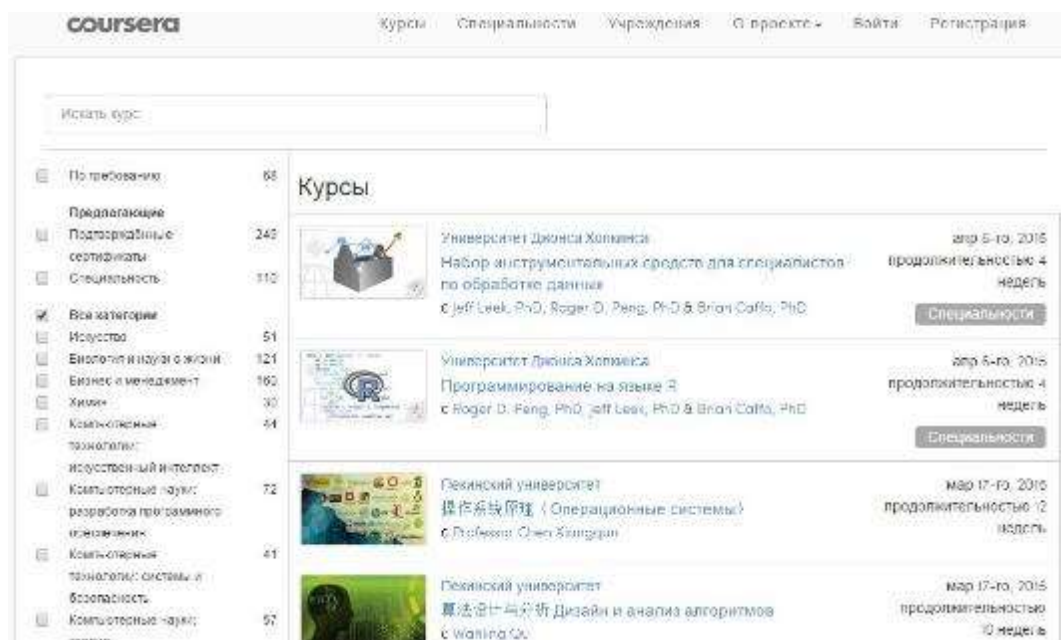 coursera
Курсы Специальности Учреждения О проекте Войти Регистрация
Искать курс
По требованию 68
Предлагающие
Подтверждённые 249
сертификаты
Специальность 110
Все категории
Искусство 51
Биология и науки о жизни 121
Бизнес и менеджмент 160
Химия 30
Компьютерные 44
технологии:
искусственный интеллект
Компьютерные науки: 72
разработка программного
обеспечения
Компьютерные 41
технологии: системы и
безопасность
Компьютерные науки: 57
Курсы
Университет Джонса Хопкинса
Набор инструментальных средств для специалистов
по обработке данных
с Jeff Leek, PhD, Roger D. Peng, PhD & Brian Caffo, PhD
апр 6-го, 2015
продолжительностью 4
недель
Специальности
Университет Джонса Хопкинса
Программирование на языке R
с Roger D. Peng, PhD, Jeff Leek, PhD & Brian Caffo, PhD
апр 6-го, 2015
продолжительностью 4
недель
Специальности
Пекинский университет
操作系统原理 (Операционные системы)
с Professor Chen Xiangqun
мар 17-го, 2015
продолжительностью 12
недель
Пекинский университет
算法设计与分析 Дизайн и анализ алгоритмов
с Wanling Qu
мар 17-го, 2015
продолжительностью
10 недель